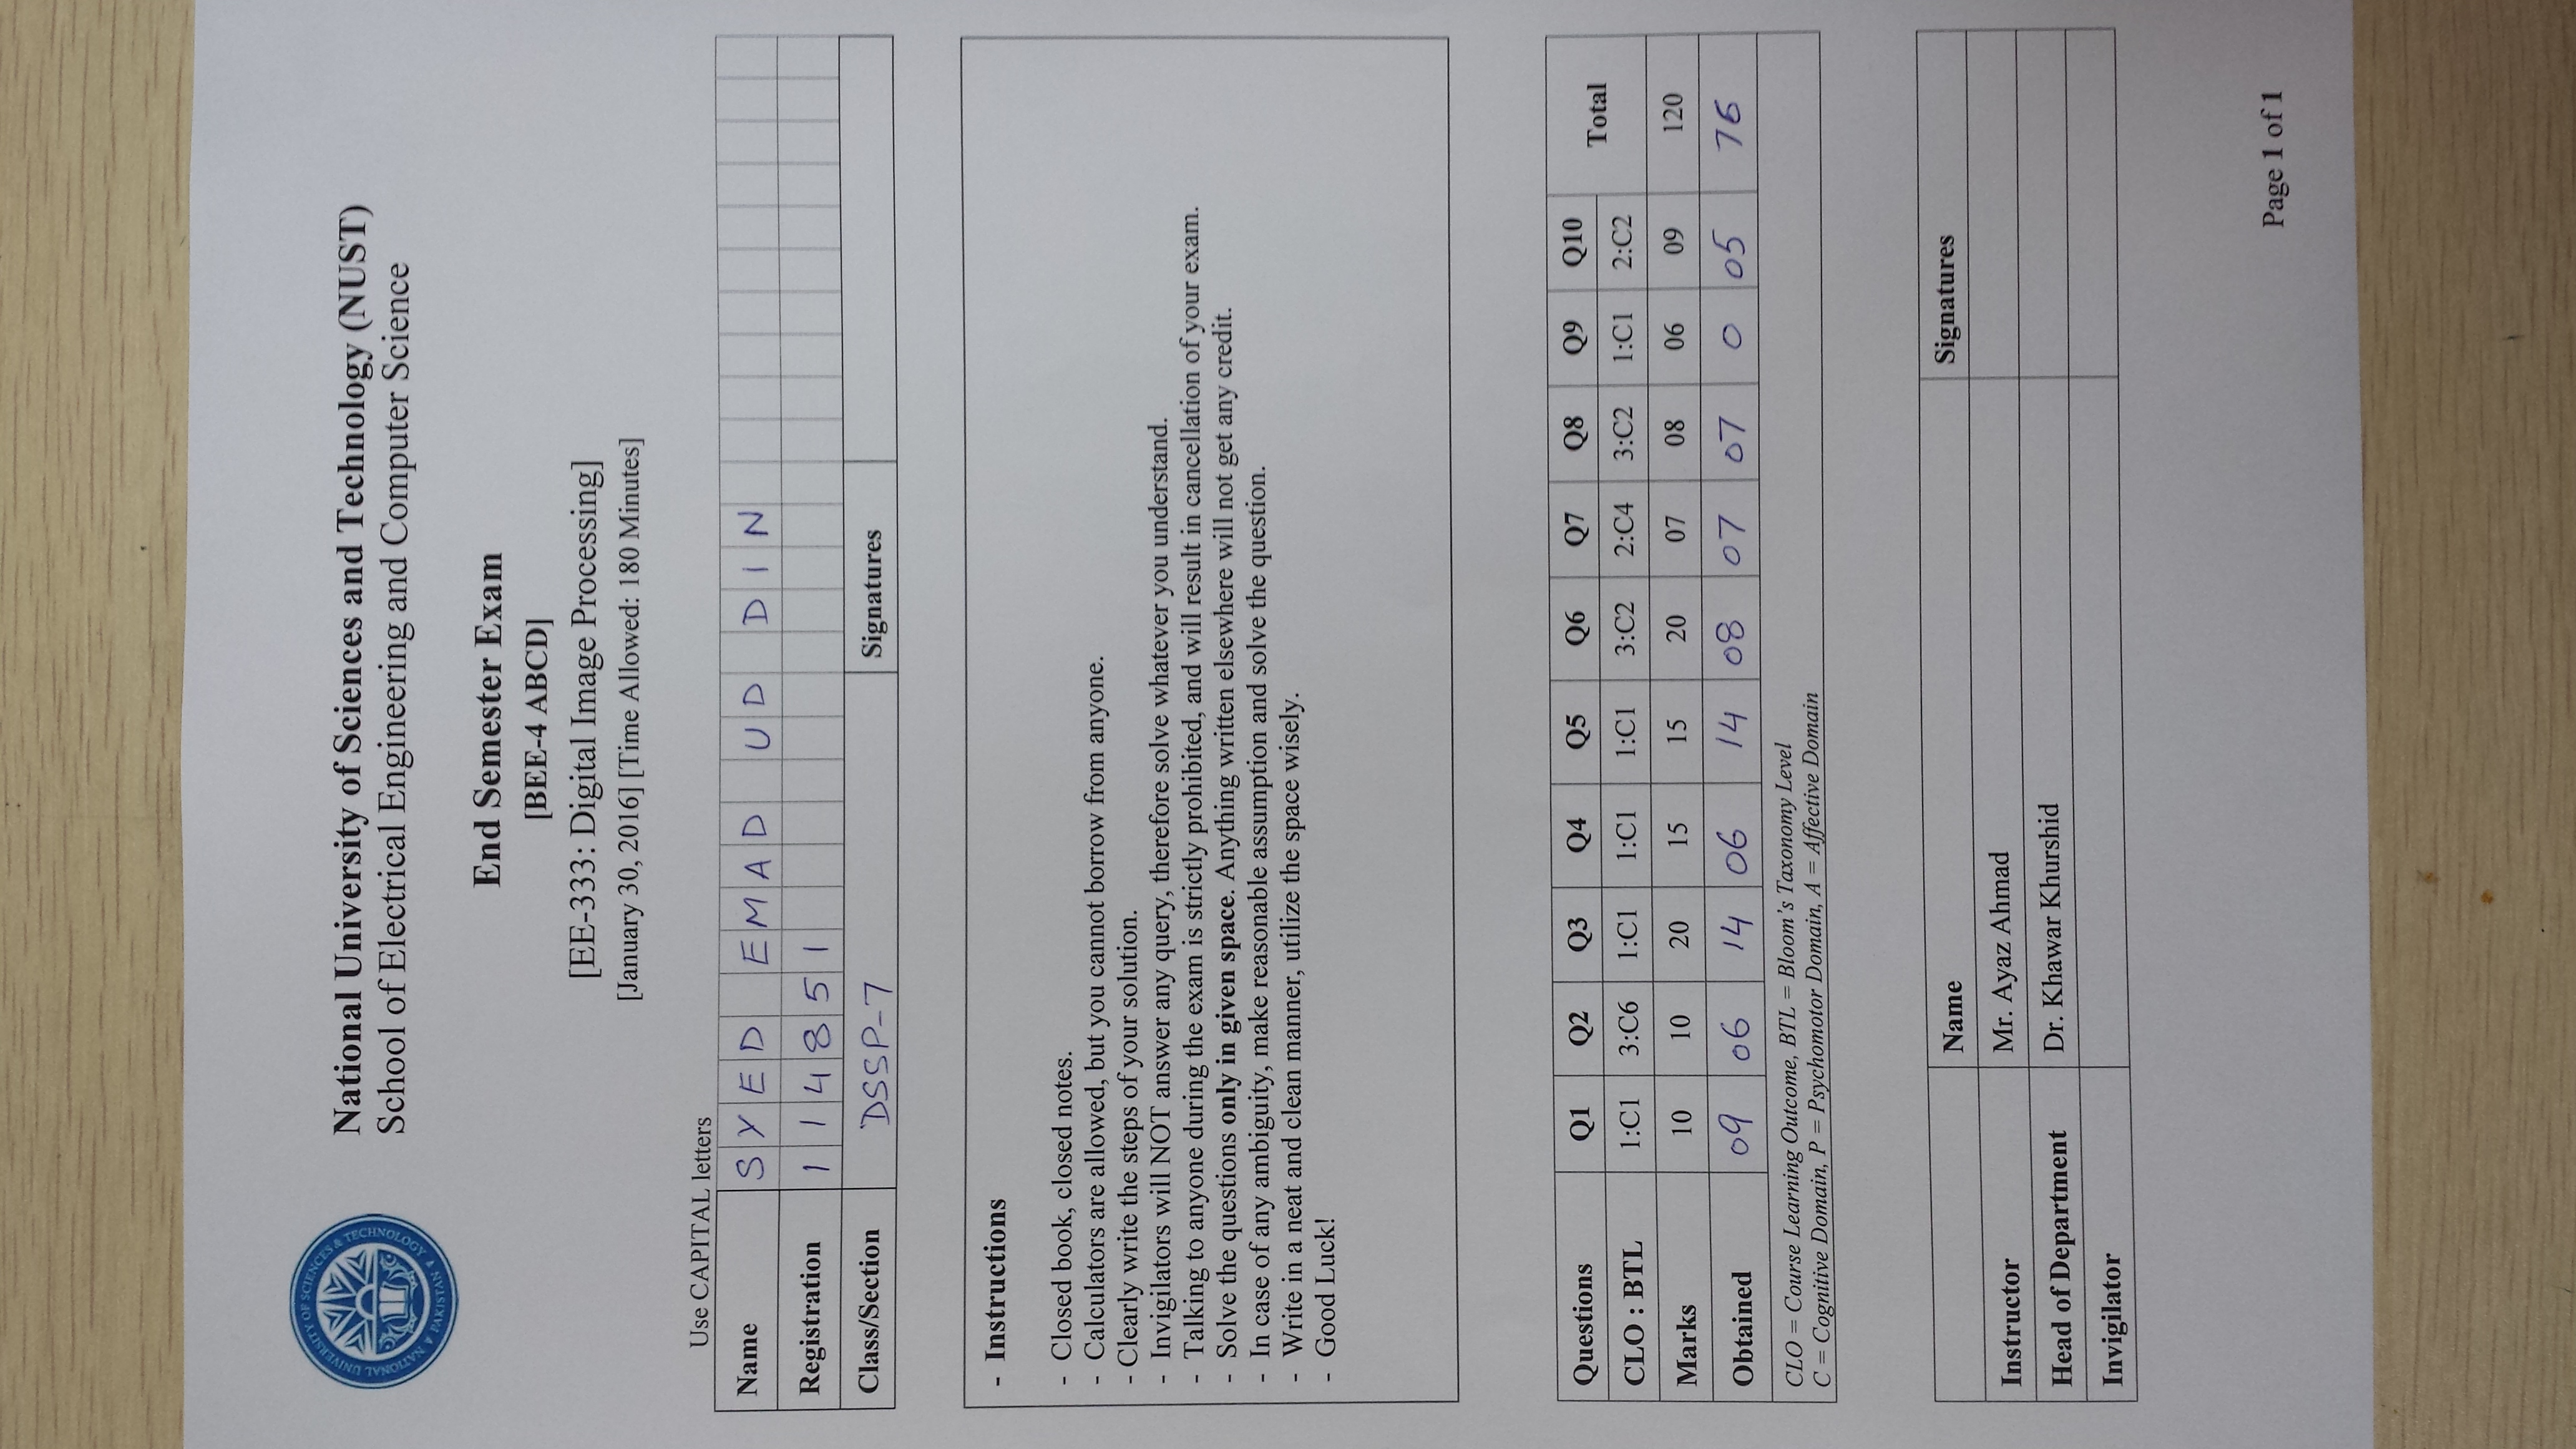 NATIONAL UNIVERSITY OF SCIENCES & TECHNOLOGY
PAKISTAN
National University of Sciences and Technology (NUST)
School of Electrical Engineering and Computer Science
End Semester Exam
[BEE-4 ABCD]
[EE-333: Digital Image Processing]
[January 30, 2016] [Time Allowed: 180 Minutes]
Use CAPITAL letters
Name SYED EMAD UD DIN
Registration 114851
Class/Section DSSP-7 Signatures
- Instructions
- Closed book, closed notes.
- Calculators are allowed, but you cannot borrow from anyone.
- Clearly write the steps of your solution.
- Invigilators will NOT answer any query, therefore solve whatever you understand.
- Talking to anyone during the exam is strictly prohibited, and will result in cancellation of your exam.
- Solve the questions only in given space. Anything written elsewhere will not get any credit.
- In case of any ambiguity, make reasonable assumption and solve the question.
- Write in a neat and clean manner, utilize the space wisely.
- Good Luck!
Questions Q1 Q2 Q3 Q4 Q5 Q6 Q7 Q8 Q9 Q10 Total
CLO : BTL 1:C1 3:C6 1:C1 1:C1 1:C1 3:C2 2:C4 3:C2 1:C1 2:C2
Marks 10 10 20 15 15 20 07 08 06 09 120
Obtained 09 06 14 06 14 08 07 07 0 05 76
CLO = Course Learning Outcome, BTL = Bloom's Taxonomy Level
C = Cognitive Domain, P = Psychomotor Domain, A = Affective Domain
Name Signatures
Instructor Mr. Ayaz Ahmad
Head of Department Dr. Khawar Khurshid
Invigilator
Page 1 of 1